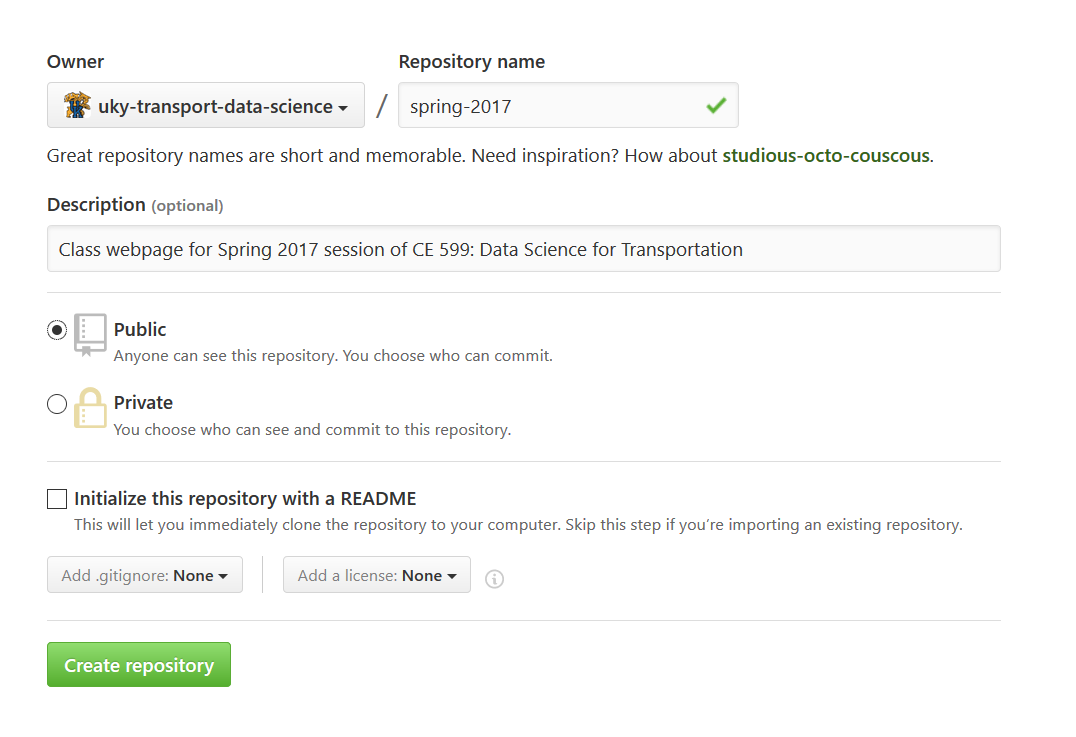 Owner
Repository name
uky-transport-data-science / spring-2017
Great repository names are short and memorable. Need inspiration? How about studious-octo-couscous.
Description (optional)
Class webpage for Spring 2017 session of CE 599: Data Science for Transportation
Public
Anyone can see this repository. You choose who can commit.
Private
You choose who can see and commit to this repository.
Initialize this repository with a README
This will let you immediately clone the repository to your computer. Skip this step if you’re importing an existing repository.
Add .gitignore: None
Add a license: None
Create repository